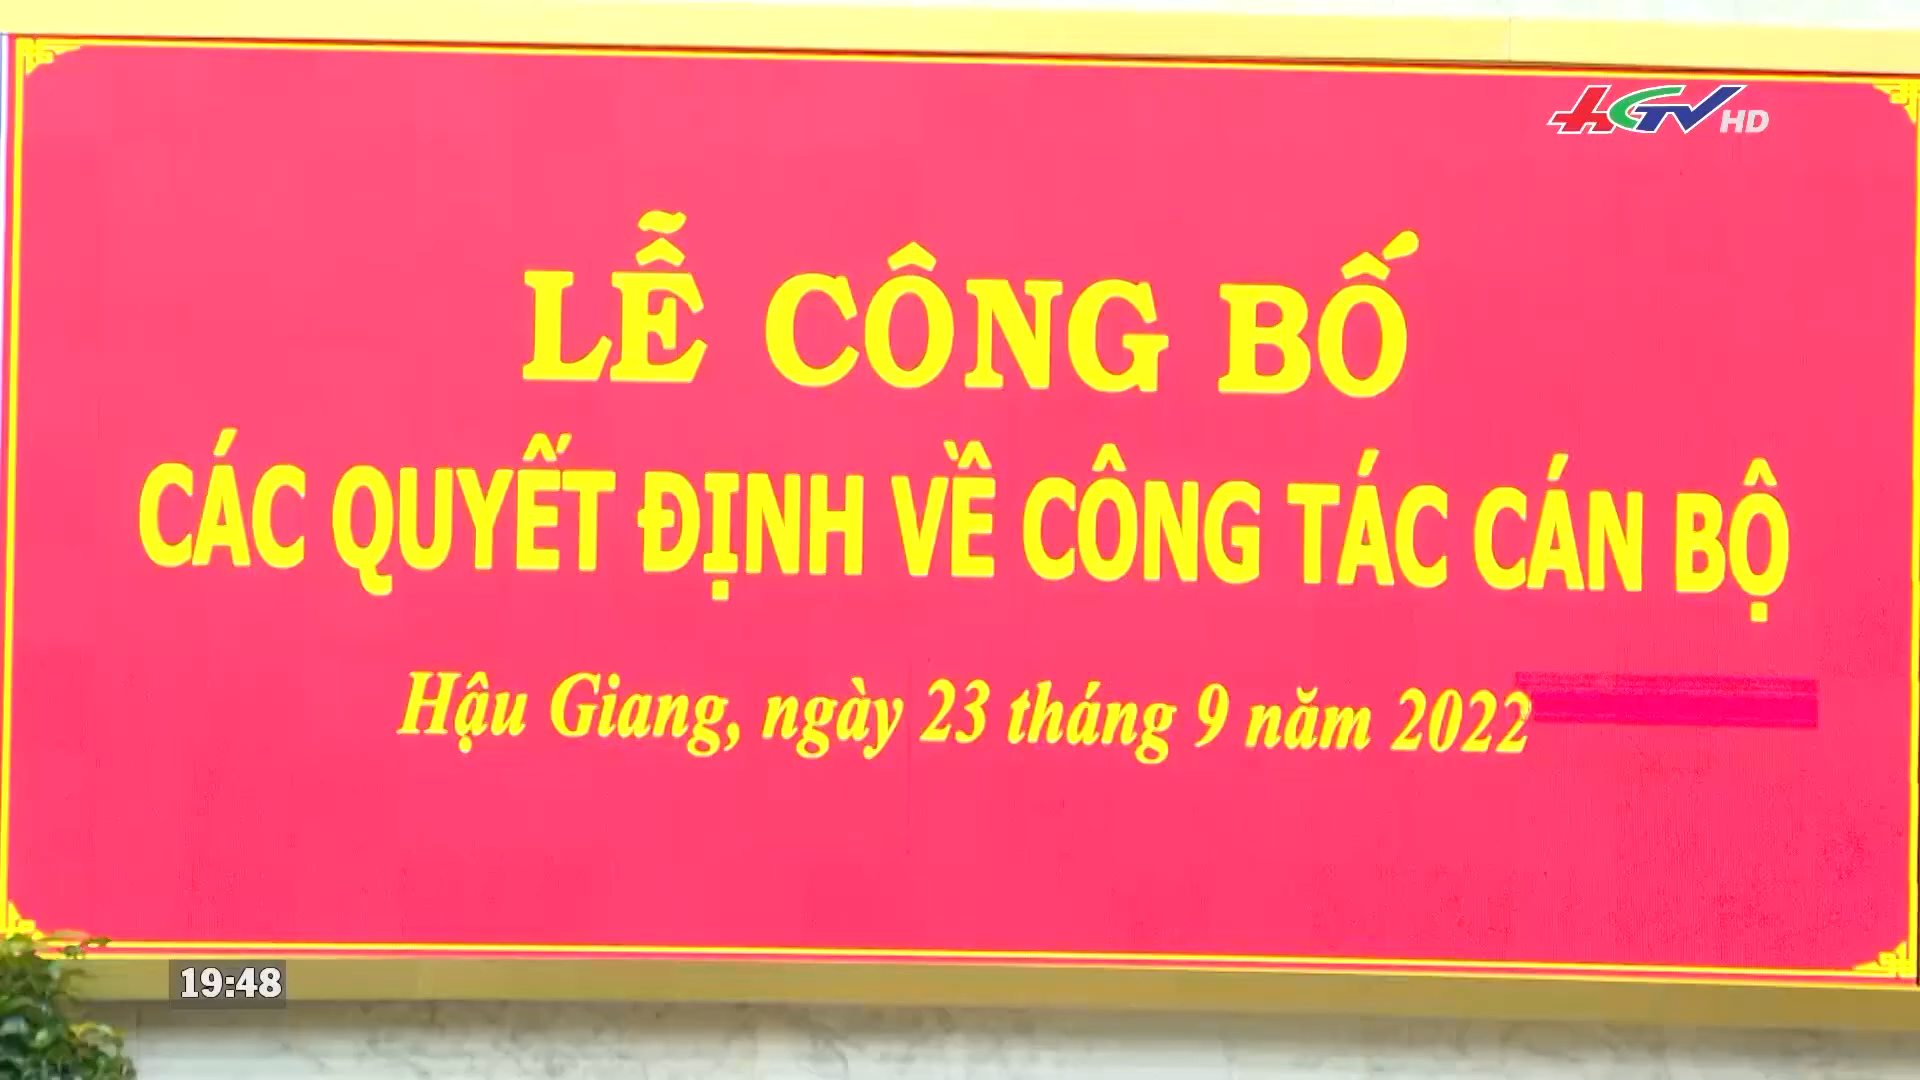 HGTV HD
LỄ CÔNG BỐ
CÁC QUYẾT ĐỊNH VỀ CÔNG TÁC CÁN BỘ
Hậu Giang, ngày 23 tháng 9 năm 2022
19:48